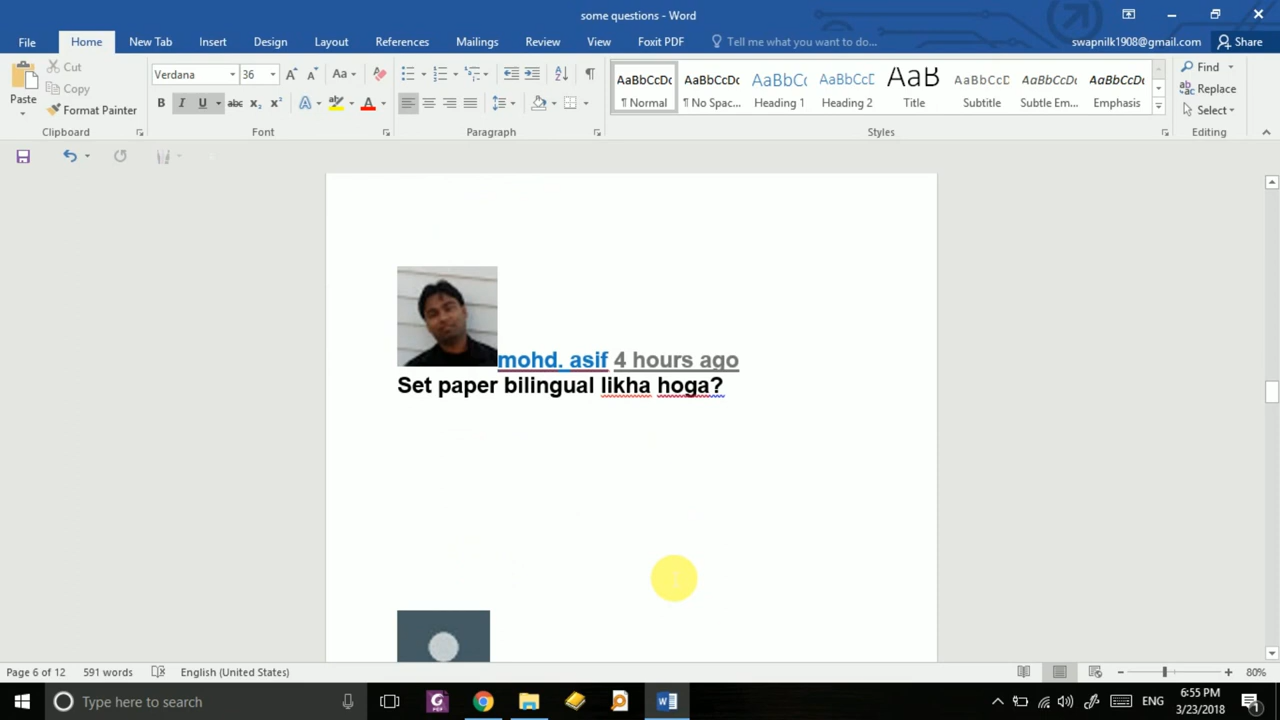 some questions - Word
File Home New Tab Insert Design Layout References Mailings Review View Foxit PDF Tell me what you want to do... swapnilk1908@gmail.com Share
Paste
Cut
Copy
Format Painter
Clipboard
Verdana 36
Font
Paragraph
AaBbCcDc AaBbCcDc AaBbCc AaBbCcD AaB AaBbCcD AaBbCcDc AaBbCcDc
¶ Normal ¶ No Spac... Heading 1 Heading 2 Title Subtitle Subtle Em... Emphasis
Styles
Find
Replace
Select
Editing
mohd. asif 4 hours ago
Set paper bilingual likha hoga?
Page 6 of 12 591 words English (United States) 80%
Type here to search
ENG
6:55 PM
3/23/2018